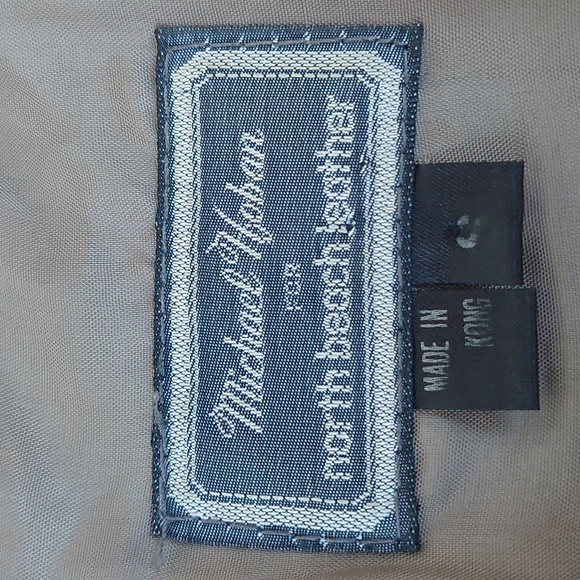 Michael Hoban
FOR
north beach leather
MADE IN
KONG